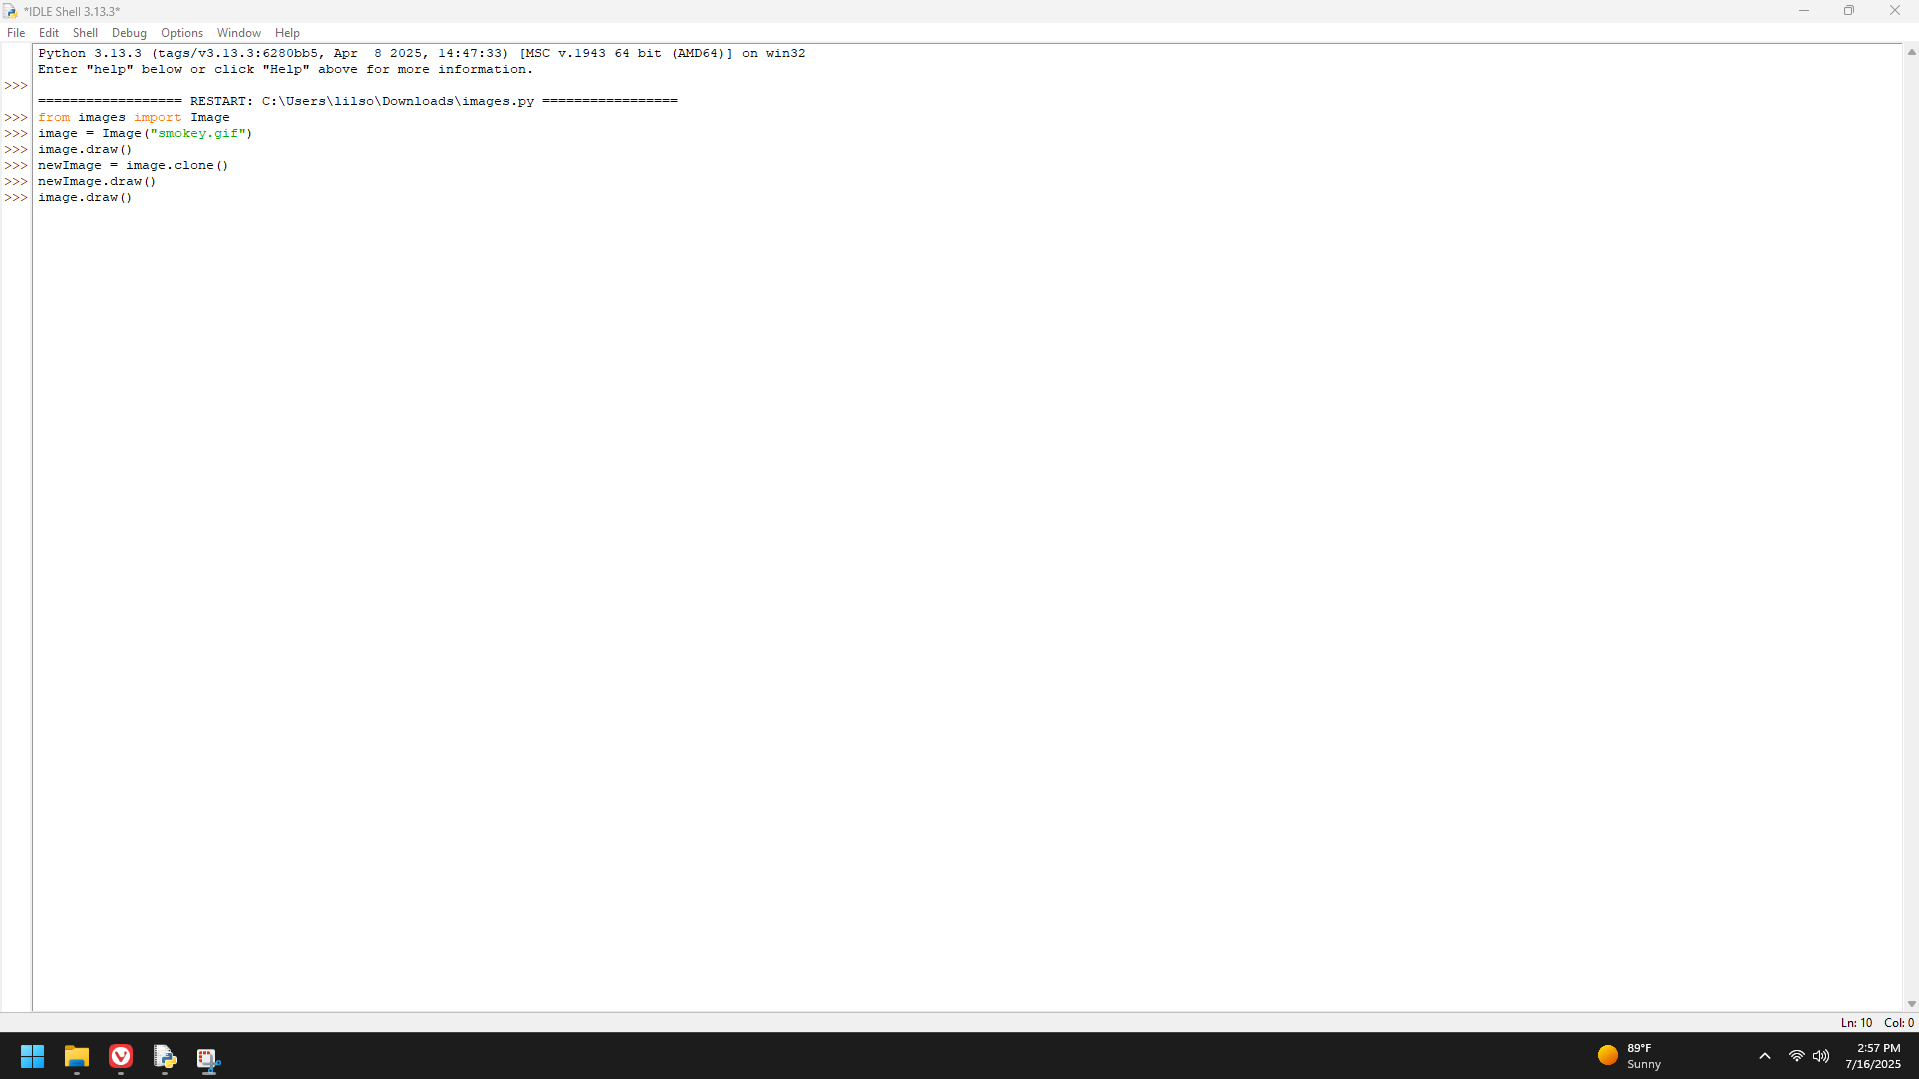 *IDLE Shell 3.13.3*
File Edit Shell Debug Options Window Help
Python 3.13.3 (tags/v3.13.3:6280bb5, Apr  8 2025, 14:47:33) [MSC v.1943 64 bit (AMD64)] on win32
Enter "help" below or click "Help" above for more information.
>>>
================== RESTART: C:\Users\lilso\Downloads\images.py =================
>>> from images import Image
>>> image = Image("smokey.gif")
>>> image.draw()
>>> newImage = image.clone()
>>> newImage.draw()
>>> image.draw()
Ln: 10 Col: 0
89°F
Sunny
2:57 PM
7/16/2025